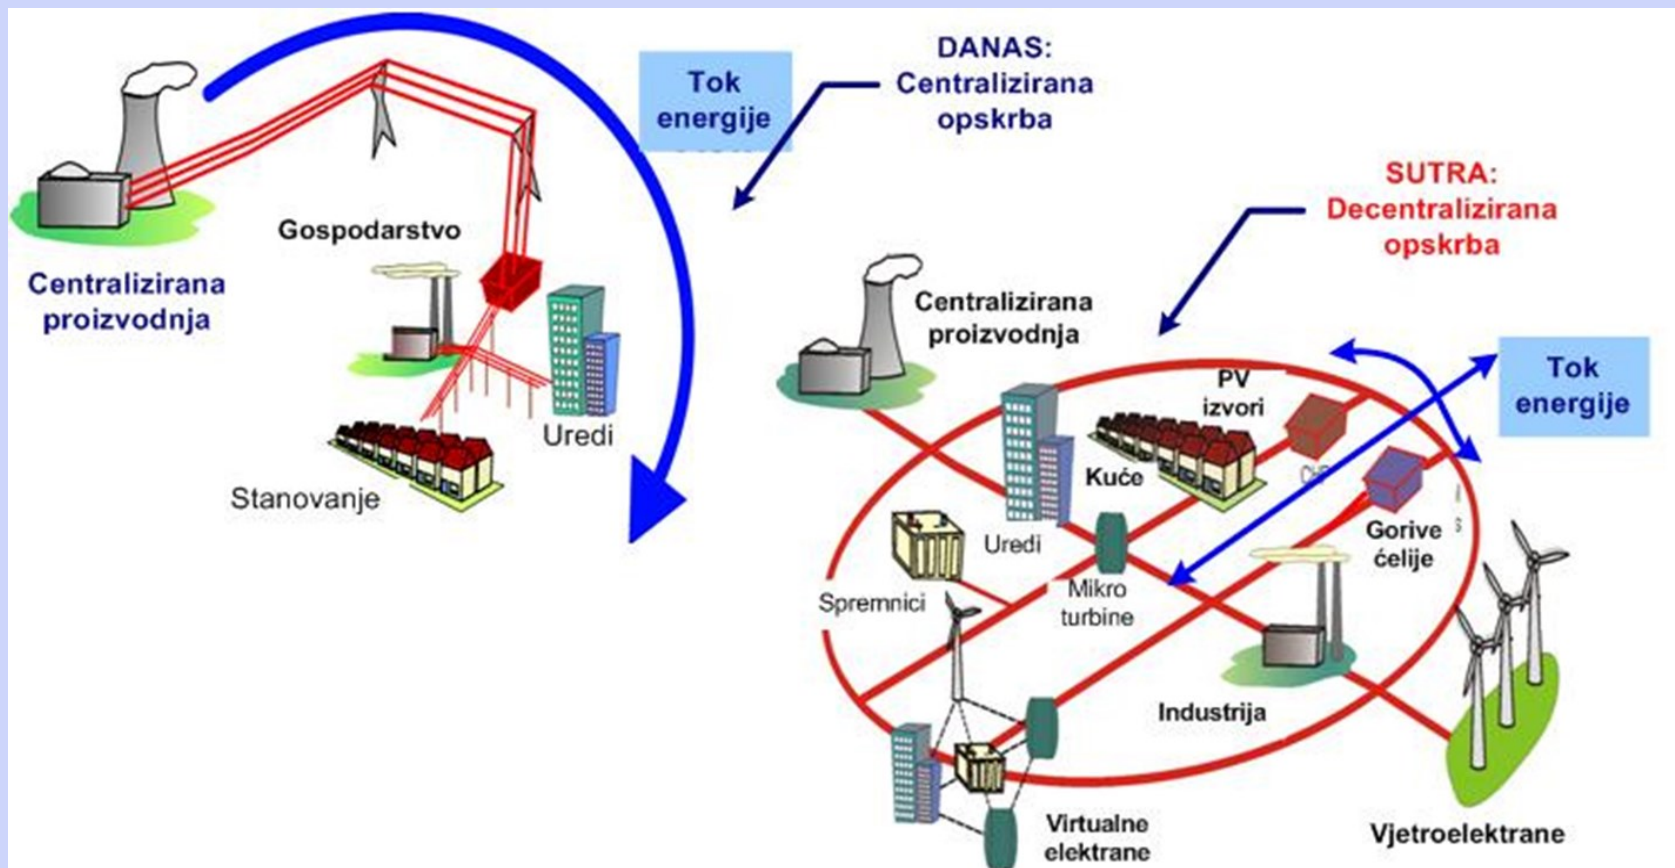 Tok
energije
DANAS:
Centralizirana
opskrba
Gospodarstvo
Centralizirana
proizvodnja
Uredi
Stanovanje
SUTRA:
Decentralizirana
opskrba
Centralizirana
proizvodnja
Tok
energije
PV
izvori
Kuće
Uredi
Gorive
ćelije
Spremnici
Mikro
turbine
Industrija
Virtualne
elektrane
Vjetroelektrane